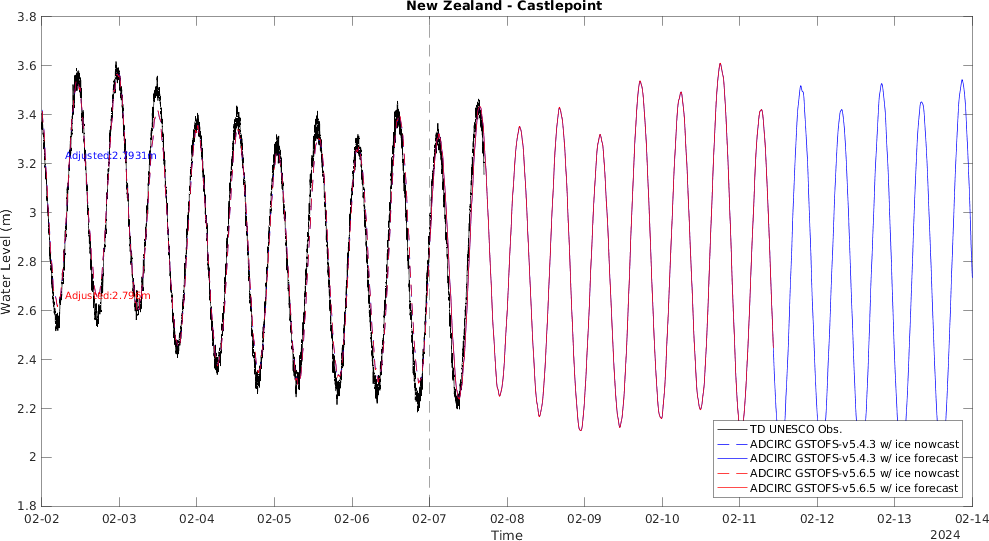 New Zealand - Castlepoint
3.8
3.6
3.4
3.2
3
2.8
2.6
2.4
2.2
2
1.8
Water Level (m)
Adjusted:2.7931m
TD UNESCO Obs.
ADCIRC GSTOFS-v5.4.3 w/ ice nowcast
ADCIRC GSTOFS-v5.4.3 w/ ice forecast
ADCIRC GSTOFS-v5.6.5 w/ ice nowcast
ADCIRC GSTOFS-v5.6.5 w/ ice forecast
02-02 02-03 02-04 02-05 02-06 02-07 02-08 02-09 02-10 02-11 02-12 02-13 02-14
Time
2024